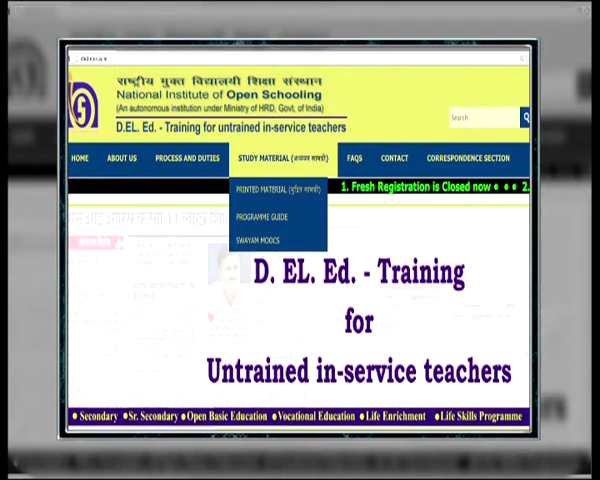 राष्ट्रीय मुक्त विद्यालयी शिक्षा संस्थान
National Institute of Open Schooling
(An autonomous institution under Ministry of HRD, Govt. of India)
D.EL. Ed. - Training for untrained in-service teachers
Search
HOME ABOUT US PROCESS AND DUTIES STUDY MATERIAL (अध्ययन सामग्री) FAQS CONTACT CORRESPONDENCE SECTION
PRINTED MATERIAL (मुद्रित सामग्री)
1. Fresh Registration is Closed now • • • 2.
PROGRAMME GUIDE
SWAYAM MOOCS
D. EL. Ed. - Training
for
Untrained in-service teachers
• Secondary • Sr. Secondary • Open Basic Education • Vocational Education • Life Enrichment • Life Skills Programme